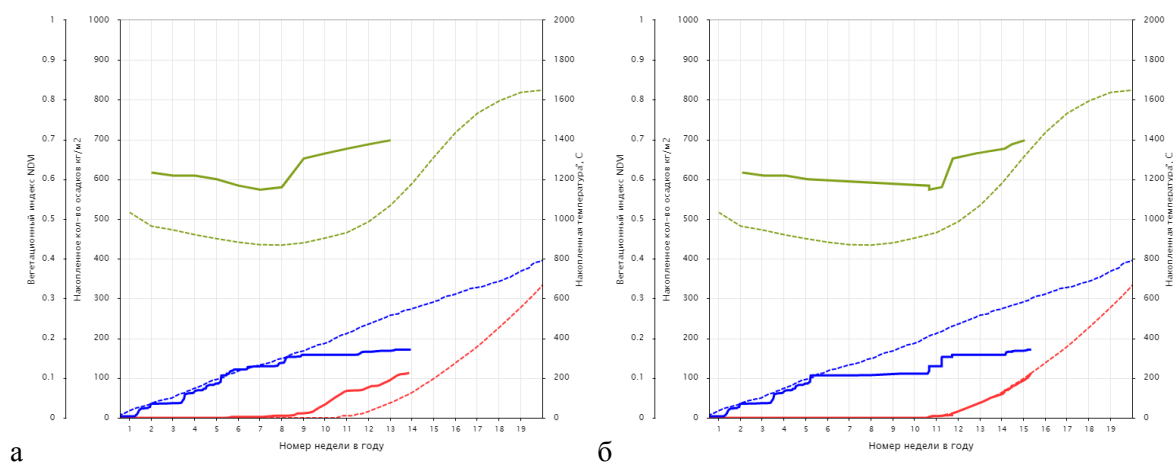 1 1000 2000
0.9 900 1800
0.8 800 1600
0.7 700 1400
0.6 600 1200
0.5 500 1000
0.4 400 800
0.3 300 600
0.2 200 400
0.1 100 200
0 0 0
Вегетационный индекс NDVI
Накопленное кол-во осадков кг/м2
Накопленная температура°, С
1 2 3 4 5 6 7 8 9 10 11 12 13 14 15 16 17 18 19
Номер недели в году
а
1 1000 2000
0.9 900 1800
0.8 800 1600
0.7 700 1400
0.6 600 1200
0.5 500 1000
0.4 400 800
0.3 300 600
0.2 200 400
0.1 100 200
0 0 0
Вегетационный индекс NDVI
Накопленное кол-во осадков кг/м2
Накопленная температура°, С
1 2 3 4 5 6 7 8 9 10 11 12 13 14 15 16 17 18 19
Номер недели в году
б